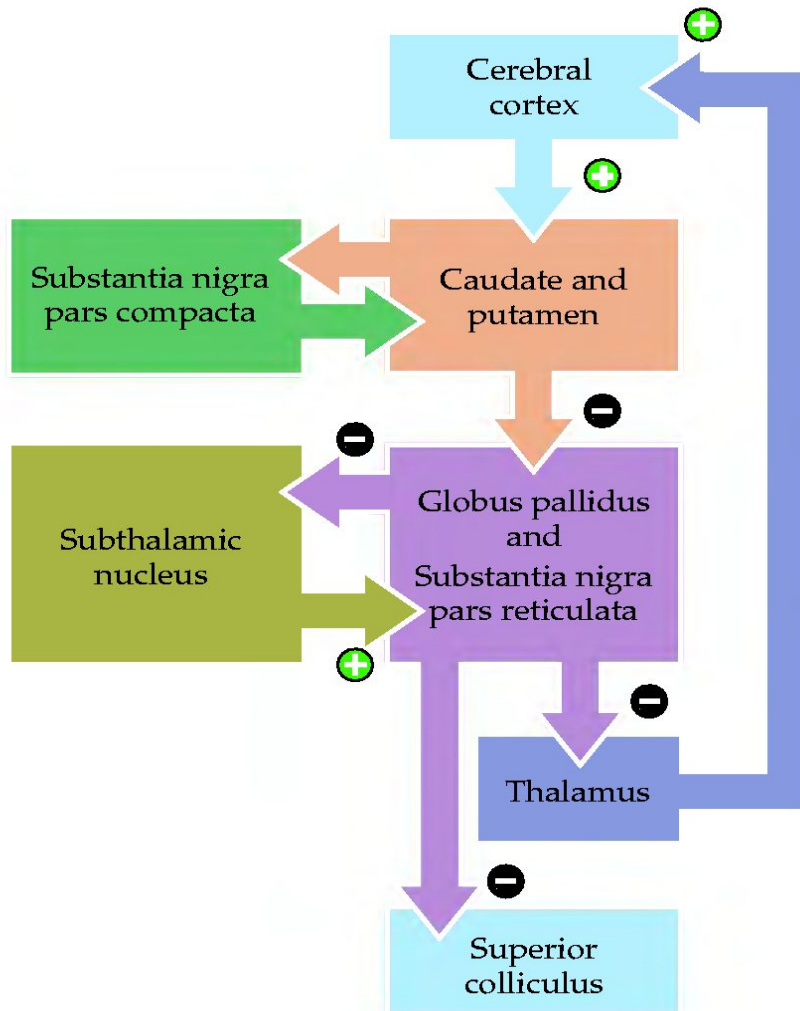 Cerebral
cortex
Substantia nigra
pars compacta
Caudate and
putamen
Subthalamic
nucleus
Globus pallidus
and
Substantia nigra
pars reticulata
Thalamus
Superior
colliculus